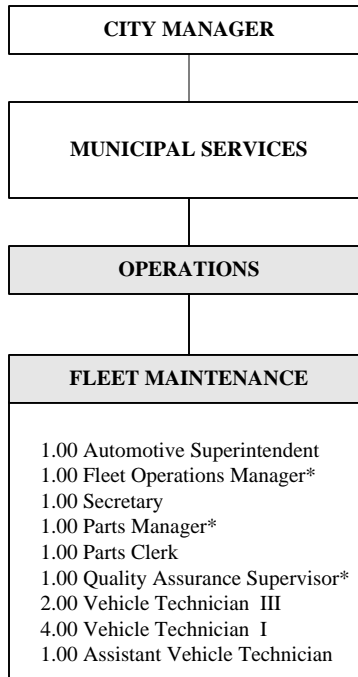 CITY MANAGER
MUNICIPAL SERVICES
OPERATIONS
FLEET MAINTENANCE
1.00 Automotive Superintendent
1.00 Fleet Operations Manager*
1.00 Secretary
1.00 Parts Manager*
1.00 Parts Clerk
1.00 Quality Assurance Supervisor*
2.00 Vehicle Technician III
4.00 Vehicle Technician I
1.00 Assistant Vehicle Technician